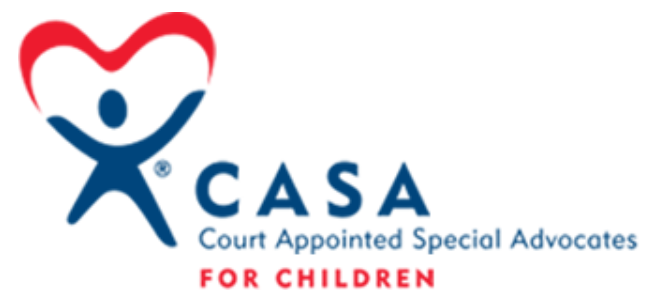 ® CASA
Court Appointed Special Advocates
FOR CHILDREN